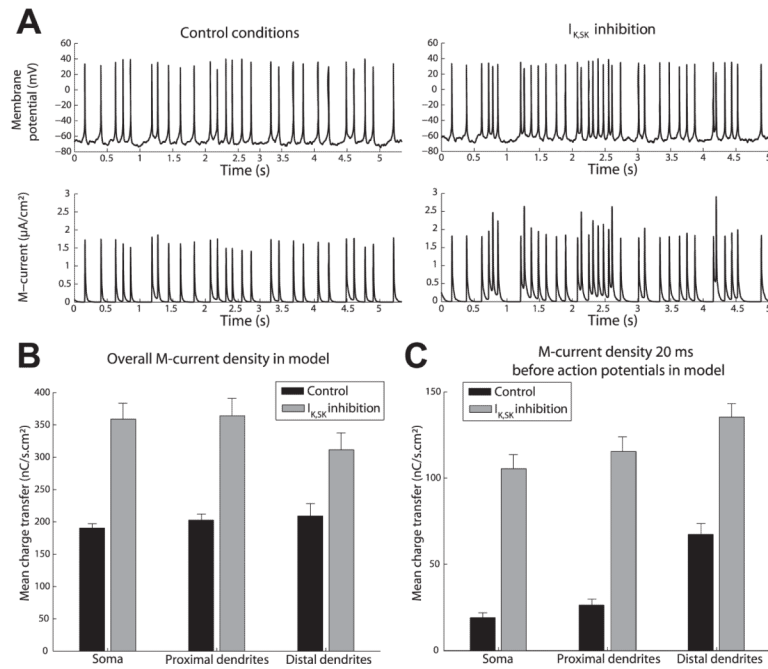 A
Control conditions
I_K,SK inhibition
Membrane
potential (mV)
60
40
20
0
−20
−40
−60
−80
0 0.5 1 1.5 2 2.5 3 3.5 4 4.5 5
Time (s)
60
40
20
0
−20
−40
−60
−80
0 0.5 1 1.5 2 2.5 3 3.5 4 4.5 5
Time (s)
M−current (μA/cm²)
3
2.5
2
1.5
1
0.5
0
0 0.5 1 1.5 2 2.5 3 3.5 4 4.5 5
Time (s)
3
2.5
2
1.5
1
0.5
0
0 0.5 1 1.5 2 2.5 3 3.5 4 4.5 5
Time (s)
B
Overall M-current density in model
Control
I_K,SK inhibition
Mean charge transfer (nC/s.cm²)
400
350
300
250
200
150
100
50
0
Soma Proximal dendrites Distal dendrites
C
M-current density 20 ms
before action potentials in model
Control
I_K,SK inhibition
Mean charge transfer (nC/s.cm²)
150
100
50
0
Soma Proximal dendrites Distal dendrites